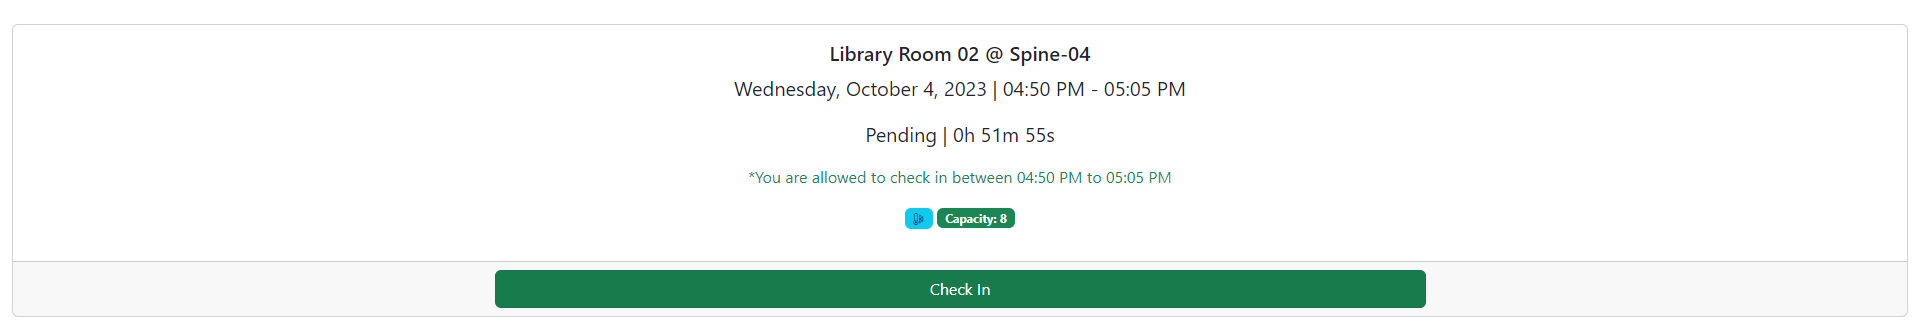 Library Room 02 @ Spine-04
Wednesday, October 4, 2023 | 04:50 PM - 05:05 PM
Pending | 0h 51m 55s
*You are allowed to check in between 04:50 PM to 05:05 PM
Capacity: 8
Check In